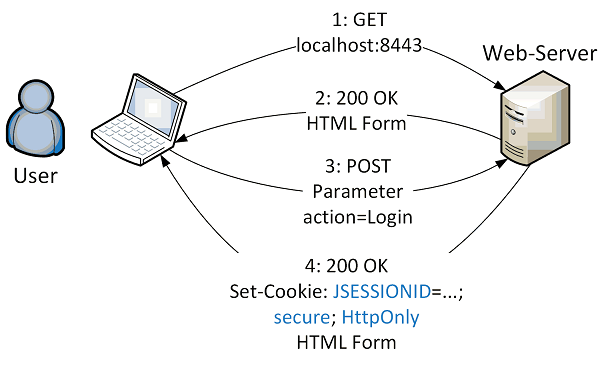 1: GET
localhost:8443
Web-Server
2: 200 OK
HTML Form
3: POST
Parameter
action=Login
User
4: 200 OK
Set-Cookie: JSESSIONID=...;
secure; HttpOnly
HTML Form